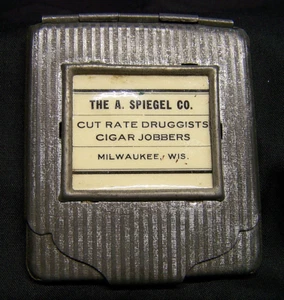 THE A. SPIEGEL CO.
CUT RATE DRUGGISTS
CIGAR JOBBERS
MILWAUKEE, WIS.